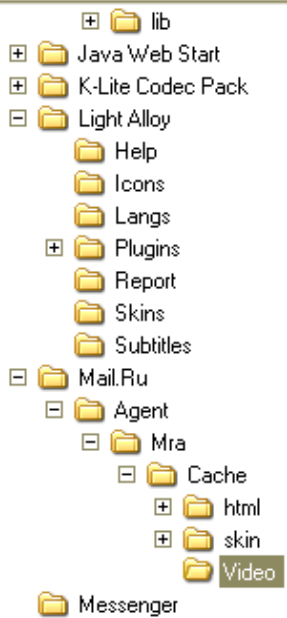 lib
Java Web Start
K-Lite Codec Pack
Light Alloy
Help
Icons
Langs
Plugins
Report
Skins
Subtitles
Mail.Ru
Agent
Mra
Cache
html
skin
Video
Messenger